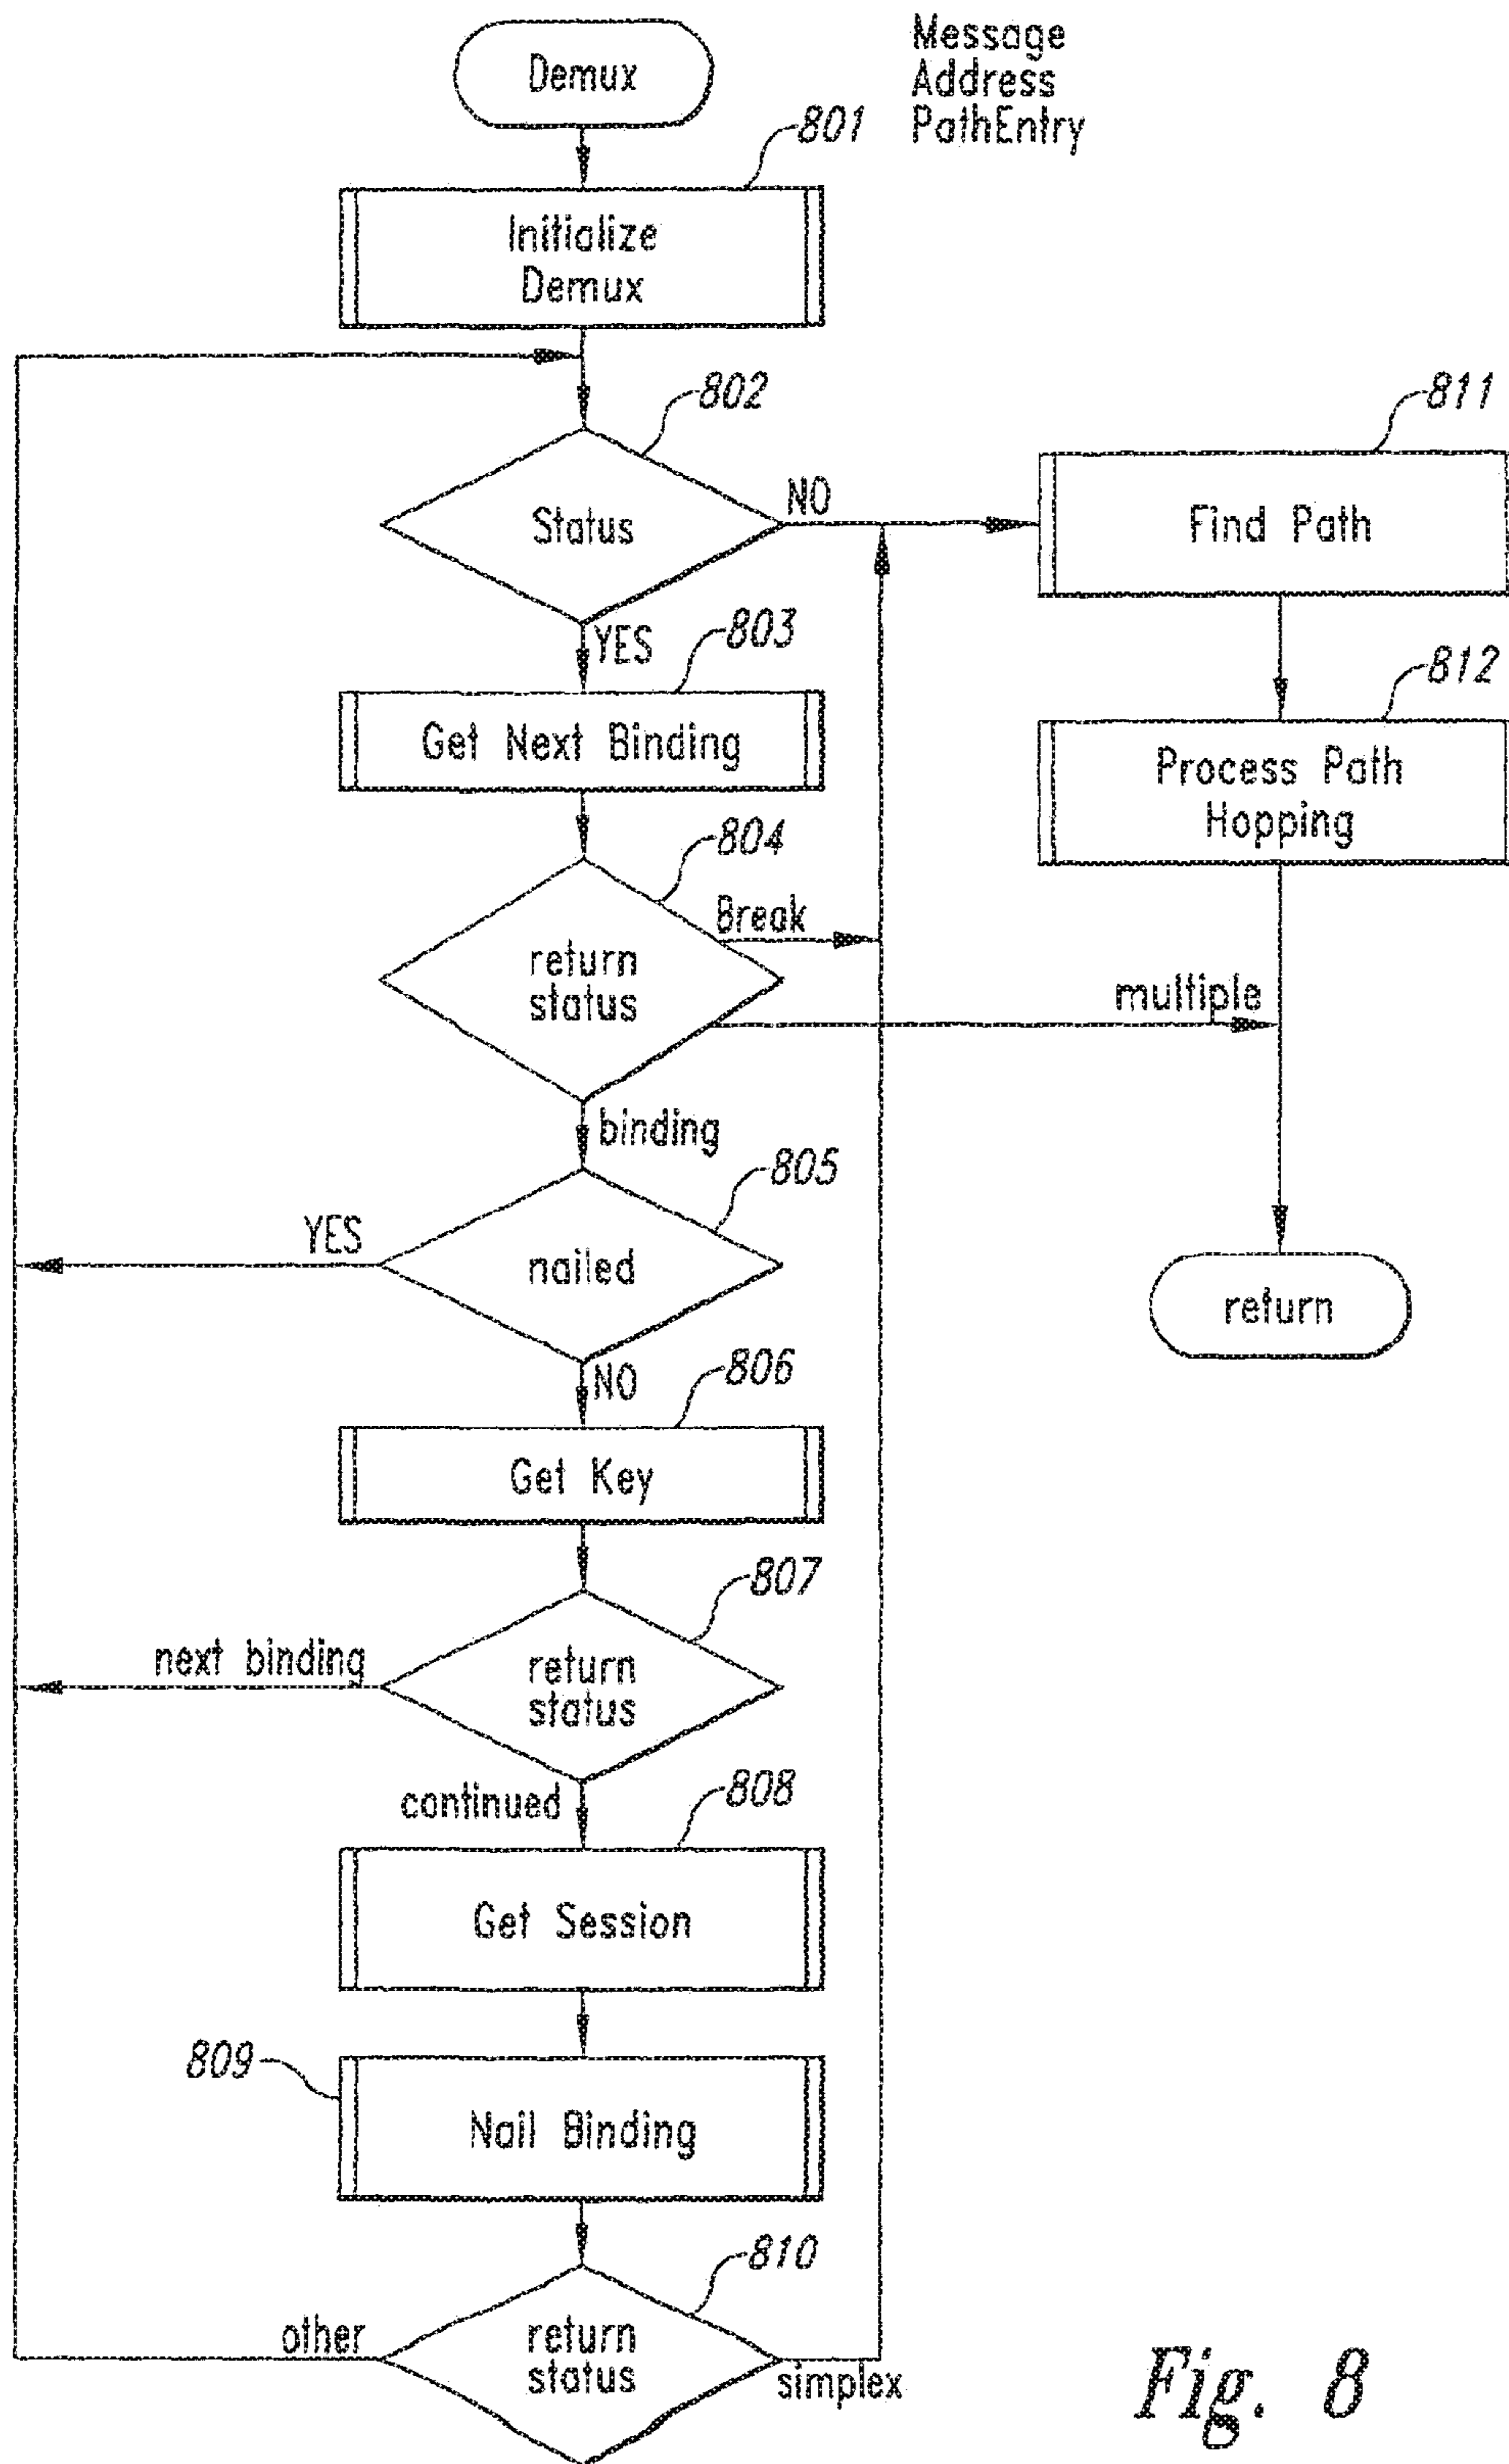 Demux
Message
Address
PathEntry
801
Initialize
Demux
802
Status
NO
811
Find Path
YES
803
Get Next Binding
812
Process Path
Hopping
804
return
status
Break
multiple
binding
805
nailed
YES
return
NO
806
Get Key
807
return
status
next binding
continued
808
Get Session
809
Nail Binding
810
return
status
other
simplex
Fig. 8